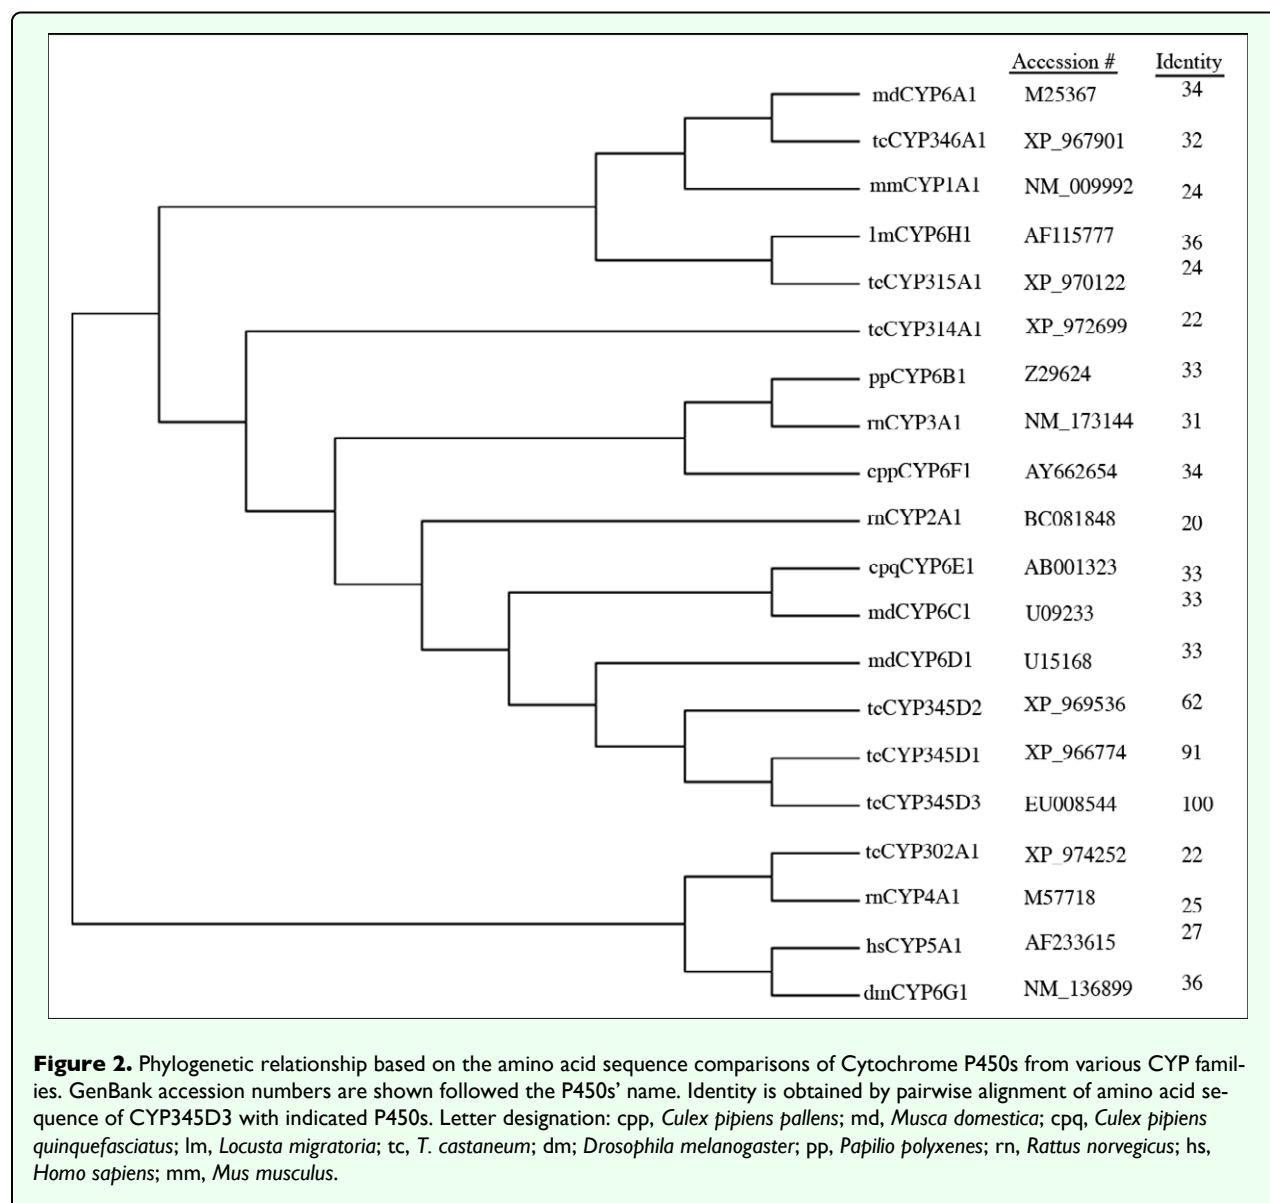 Accession # Identity
mdCYP6A1 M25367 34
tcCYP346A1 XP_967901 32
mmCYP1A1 NM_009992 24
lmCYP6H1 AF115777 36
tcCYP315A1 XP_970122 24
tcCYP314A1 XP_972699 22
ppCYP6B1 Z29624 33
rnCYP3A1 NM_173144 31
cppCYP6F1 AY662654 34
rnCYP2A1 BC081848 20
cpqCYP6E1 AB001323 33
mdCYP6C1 U09233 33
mdCYP6D1 U15168 33
tcCYP345D2 XP_969536 62
tcCYP345D1 XP_966774 91
tcCYP345D3 EU008544 100
tcCYP302A1 XP_974252 22
rnCYP4A1 M57718 25
hsCYP5A1 AF233615 27
dmCYP6G1 NM_136899 36
Figure 2. Phylogenetic relationship based on the amino acid sequence comparisons of Cytochrome P450s from various CYP famil-
ies. GenBank accession numbers are shown followed the P450s' name. Identity is obtained by pairwise alignment of amino acid se-
quence of CYP345D3 with indicated P450s. Letter designation: cpp, Culex pipiens pallens; md, Musca domestica; cpq, Culex pipiens
quinquefasciatus; lm, Locusta migratoria; tc, T. castaneum; dm; Drosophila melanogaster; pp, Papilio polyxenes; rn, Rattus norvegicus; hs,
Homo sapiens; mm, Mus musculus.